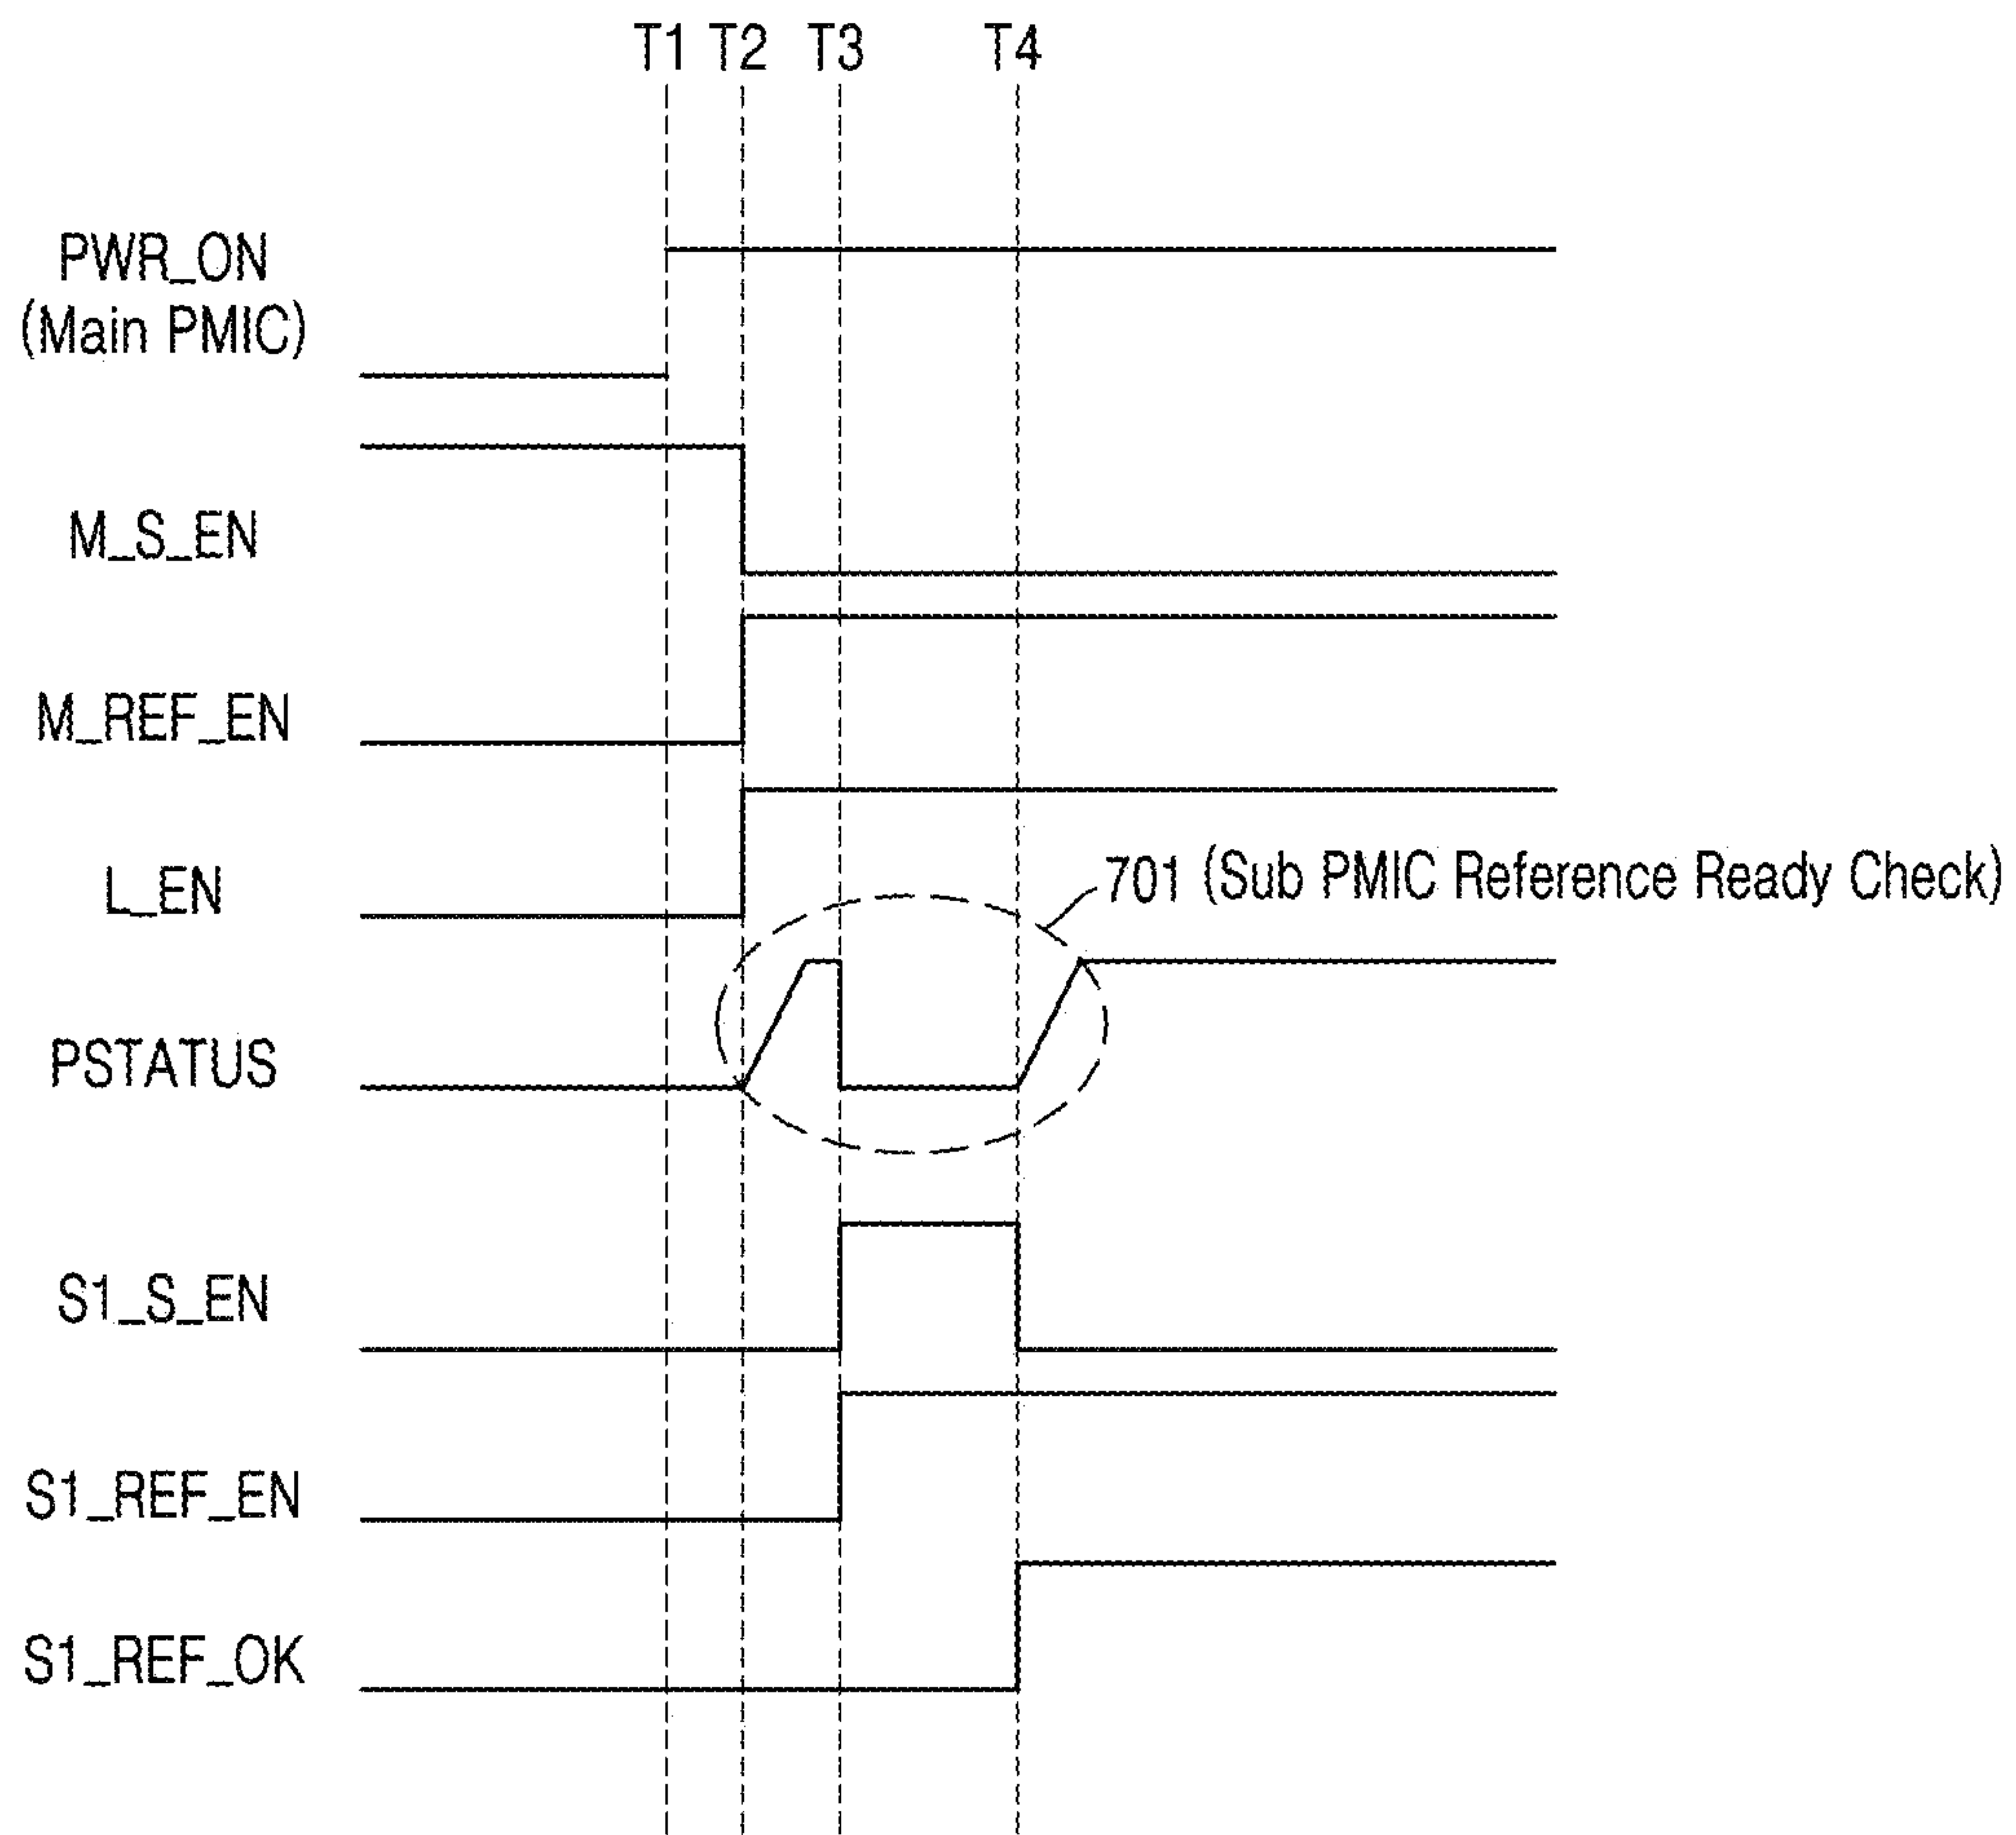 T1 T2 T3 T4
PWR_ON
(Main PMIC)
M_S_EN
M_REF_EN
L_EN
701 (Sub PMIC Reference Ready Check)
PSTATUS
S1_S_EN
S1_REF_EN
S1_REF_OK